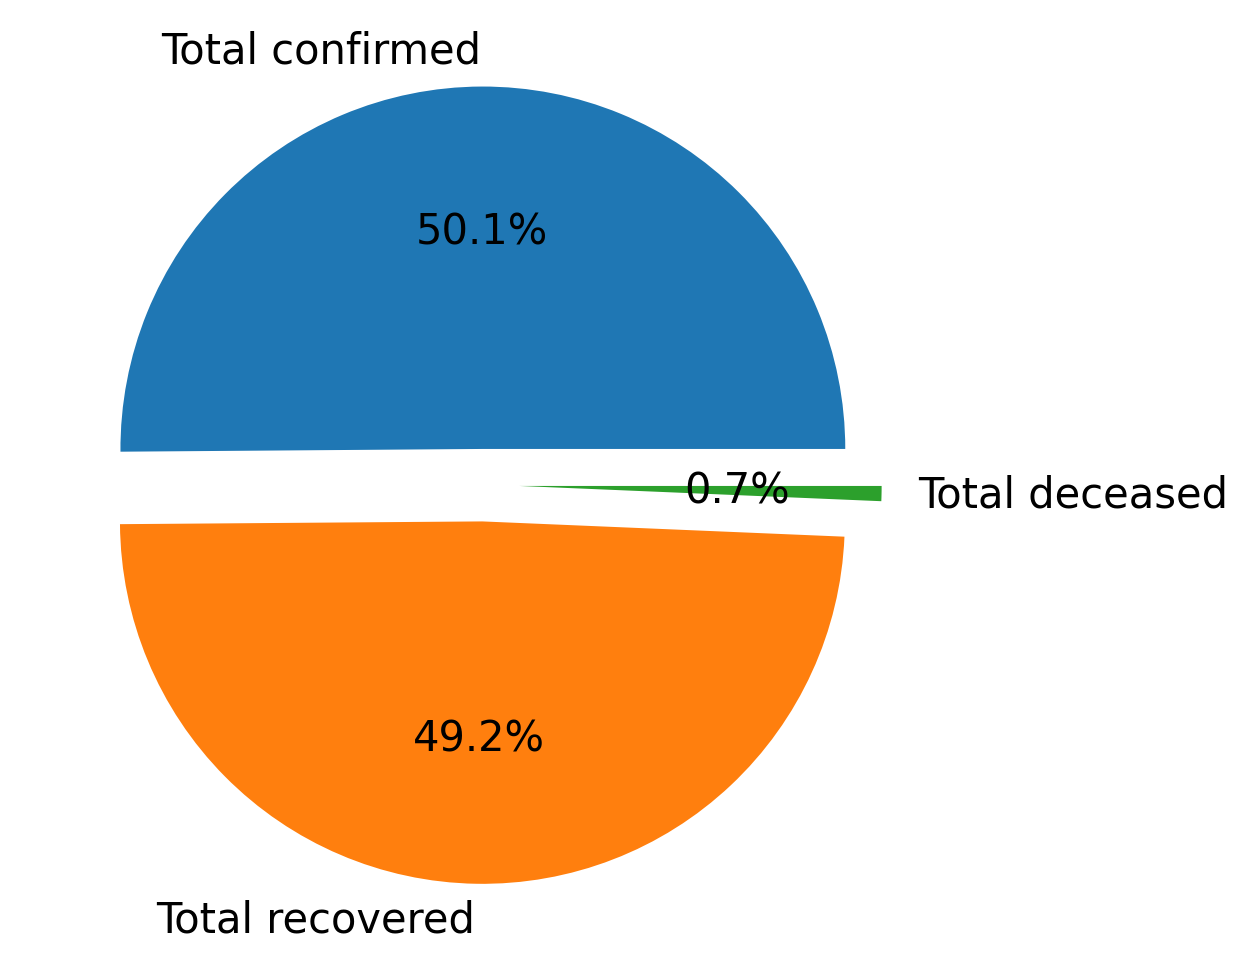 Total confirmed
50.1%
0.7%
Total deceased
49.2%
Total recovered